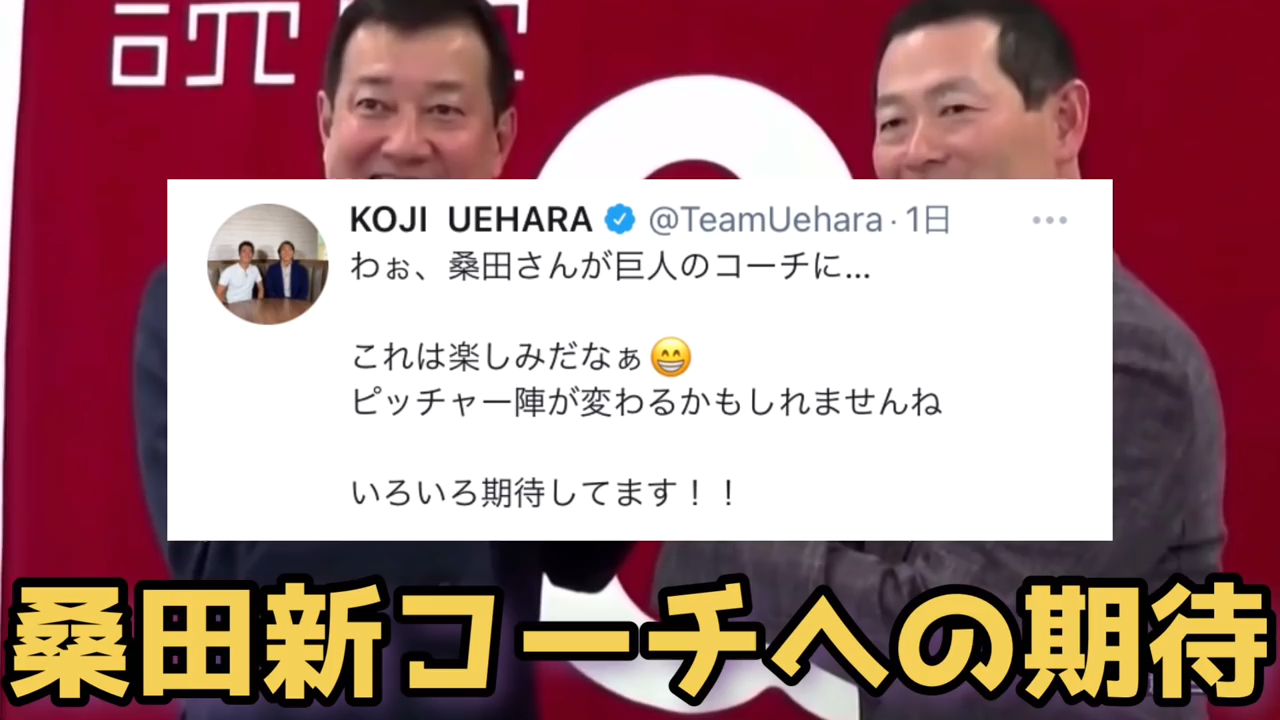 読
KOJI UEHARA @TeamUehara · 1日
わぉ、桑田さんが巨人のコーチに...
これは楽しみだなぁ😁
ピッチャー陣が変わるかもしれませんね
いろいろ期待してます！！
桑田新コーチへの期待